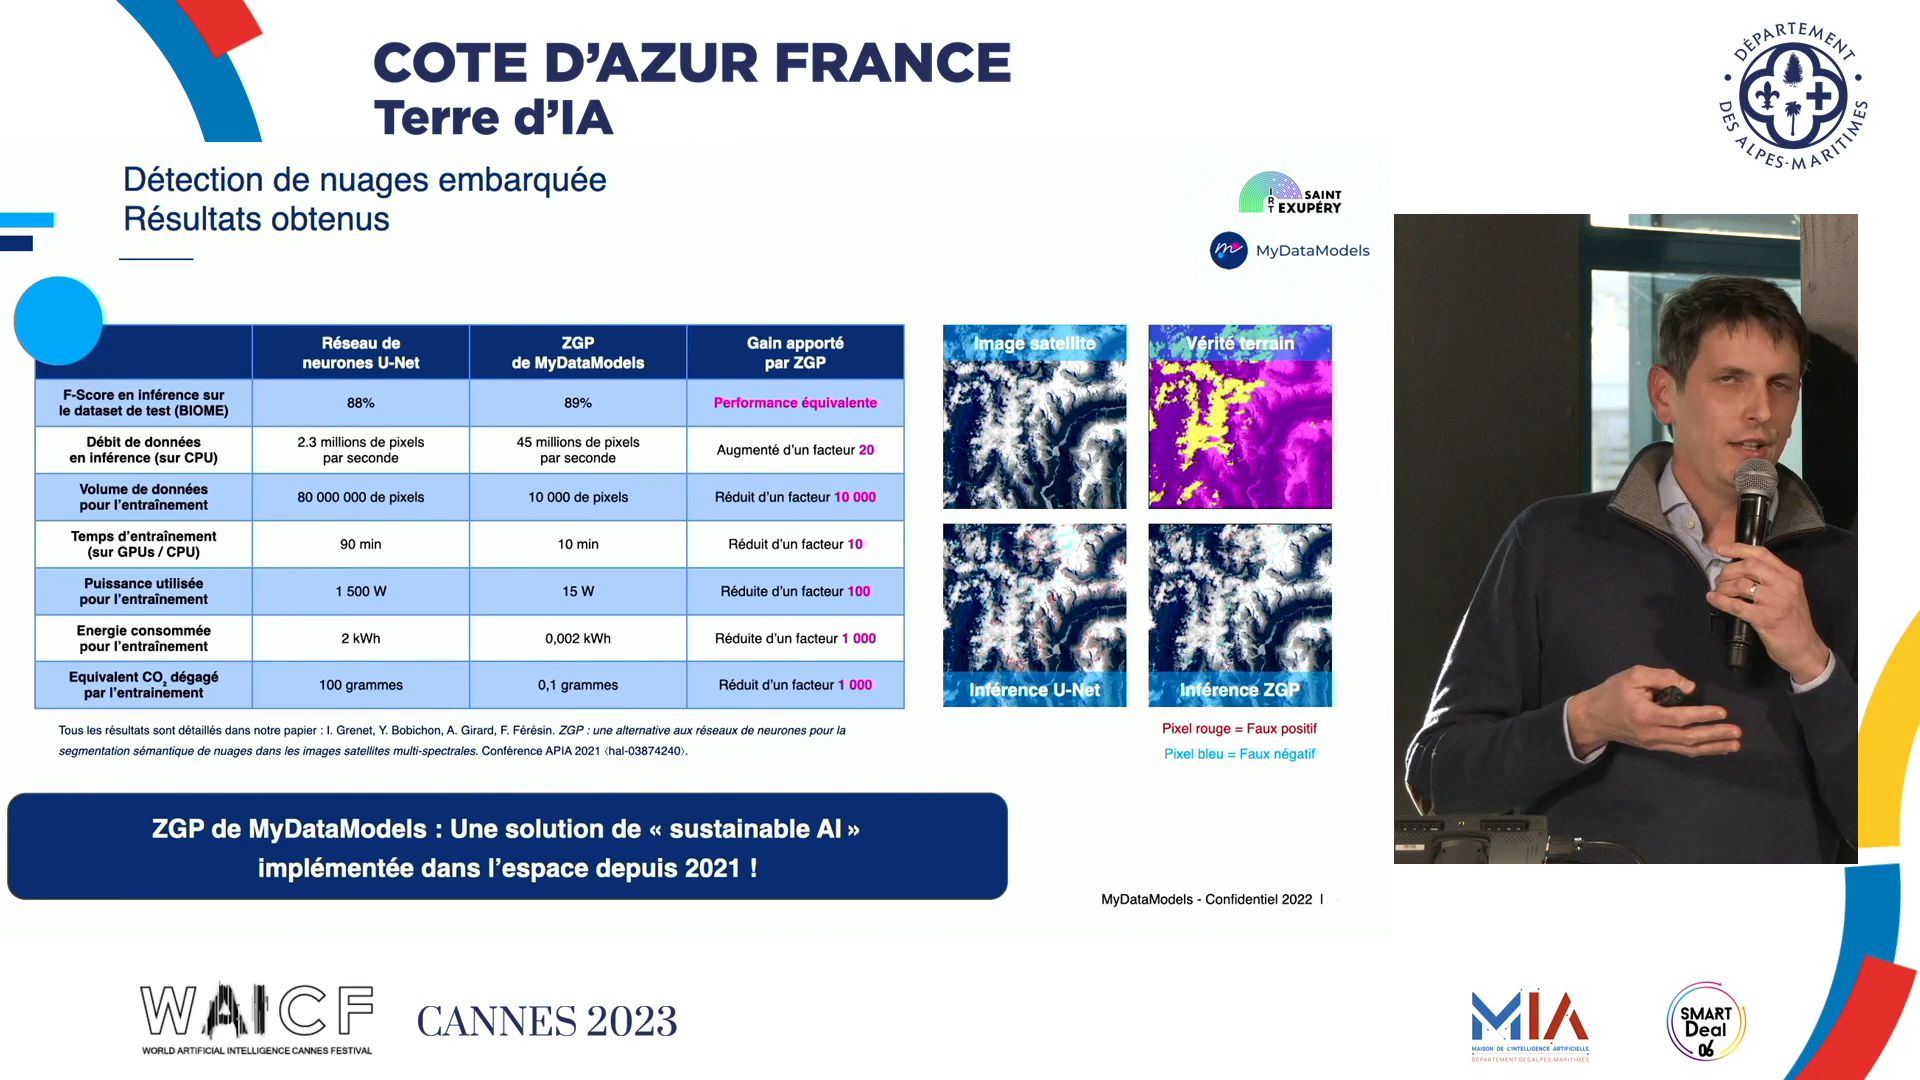 COTE D'AZUR FRANCE
Terre d'IA
DÉPARTEMENT
DES ALPES-MARITIMES
Détection de nuages embarquée
Résultats obtenus
IRT SAINT
EXUPÉRY
MyDataModels
Réseau de
neurones U-Net
ZGP
de MyDataModels
Gain apporté
par ZGP
F-Score en inférence sur
le dataset de test (BIOME)
88%
89%
Performance équivalente
Débit de données
en inférence (sur CPU)
2.3 millions de pixels
par seconde
45 millions de pixels
par seconde
Augmenté d'un facteur 20
Volume de données
pour l'entraînement
80 000 000 de pixels
10 000 de pixels
Réduit d'un facteur 10 000
Temps d'entraînement
(sur GPUs / CPU)
90 min
10 min
Réduit d'un facteur 10
Puissance utilisée
pour l'entraînement
1 500 W
15 W
Réduite d'un facteur 100
Energie consommée
pour l'entraînement
2 kWh
0,002 kWh
Réduite d'un facteur 1 000
Equivalent CO2 dégagé
par l'entrainement
100 grammes
0,1 grammes
Réduit d'un facteur 1 000
Image satellite
Vérité terrain
Inférence U-Net
Inférence ZGP
Pixel rouge = Faux positif
Pixel bleu = Faux négatif
Tous les résultats sont détaillés dans notre papier : I. Grenet, Y. Bobichon, A. Girard, F. Férésin. ZGP : une alternative aux réseaux de neurones pour la
segmentation sémantique de nuages dans les images satellites multi-spectrales. Conférence APIA 2021 ⟨hal-03874240⟩.
ZGP de MyDataModels : Une solution de « sustainable AI »
implémentée dans l'espace depuis 2021 !
MyDataModels - Confidentiel 2022 |
WAICF
WORLD ARTIFICIAL INTELLIGENCE CANNES FESTIVAL
CANNES 2023
MIA
MAISON DE L'INTELLIGENCE ARTIFICIELLE
DÉPARTEMENT DES ALPES-MARITIMES
SMART
Deal
06